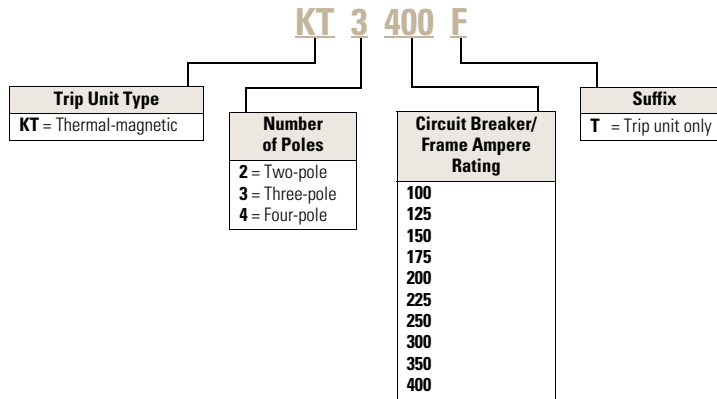 KT 3 400 F
Trip Unit Type
KT = Thermal-magnetic
Number
of Poles
2 = Two-pole
3 = Three-pole
4 = Four-pole
Circuit Breaker/
Frame Ampere
Rating
100
125
150
175
200
225
250
300
350
400
Suffix
T = Trip unit only